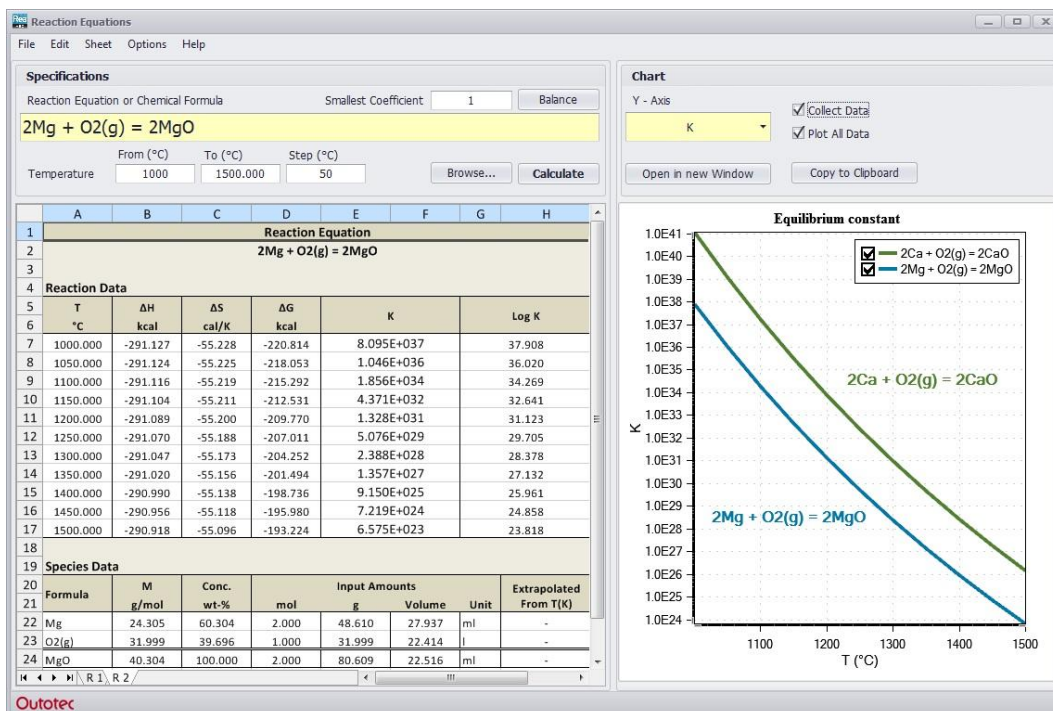 Rea
Reaction Equations
File Edit Sheet Options Help
Specifications
Reaction Equation or Chemical Formula Smallest Coefficient 1 Balance
2Mg + O2(g) = 2MgO
From (°C) To (°C) Step (°C)
Temperature 1000 1500.000 50 Browse... Calculate
A B C D E F G H
1 Reaction Equation
2 2Mg + O2(g) = 2MgO
3
4 Reaction Data
5 T ΔH ΔS ΔG K Log K
6 °C kcal cal/K kcal
7 1000.000 -291.127 -55.228 -220.814 8.095E+037 37.908
8 1050.000 -291.124 -55.225 -218.053 1.046E+036 36.020
9 1100.000 -291.116 -55.219 -215.292 1.856E+034 34.269
10 1150.000 -291.104 -55.211 -212.531 4.371E+032 32.641
11 1200.000 -291.089 -55.200 -209.770 1.328E+031 31.123
12 1250.000 -291.070 -55.188 -207.011 5.076E+029 29.705
13 1300.000 -291.047 -55.173 -204.252 2.388E+028 28.378
14 1350.000 -291.020 -55.156 -201.494 1.357E+027 27.132
15 1400.000 -290.990 -55.138 -198.736 9.150E+025 25.961
16 1450.000 -290.956 -55.118 -195.980 7.219E+024 24.858
17 1500.000 -290.918 -55.096 -193.224 6.575E+023 23.818
18
19 Species Data
20 Formula M Conc. Input Amounts Extrapolated
21 g/mol wt-% mol g Volume Unit From T(K)
22 Mg 24.305 60.304 2.000 48.610 27.937 ml -
23 O2(g) 31.999 39.696 1.000 31.999 22.414 l -
24 MgO 40.304 100.000 2.000 80.609 22.516 ml -
R 1 R 2
Outotec
Chart
Y - Axis
K
Collect Data
Plot All Data
Open in new Window Copy to Clipboard
Equilibrium constant
2Ca + O2(g) = 2CaO
2Mg + O2(g) = 2MgO
1.0E41
1.0E40
1.0E39
1.0E38
1.0E37
1.0E36
1.0E35
1.0E34
1.0E33
1.0E32
1.0E31
1.0E30
1.0E29
1.0E28
1.0E27
1.0E26
1.0E25
1.0E24
K
2Ca + O2(g) = 2CaO
2Mg + O2(g) = 2MgO
1100 1200 1300 1400 1500
T (°C)